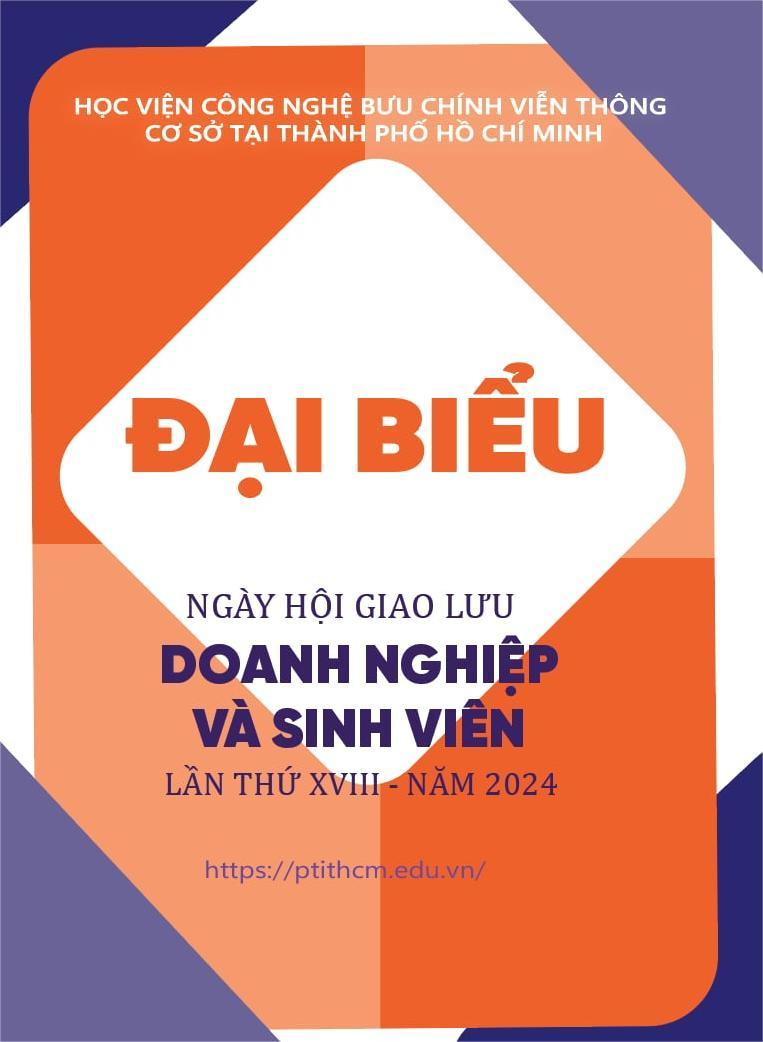 HỌC VIỆN CÔNG NGHỆ BƯU CHÍNH VIỄN THÔNG
CƠ SỞ TẠI THÀNH PHỐ HỒ CHÍ MINH
ĐẠI BIỂU
NGÀY HỘI GIAO LƯU
DOANH NGHIỆP
VÀ SINH VIÊN
LẦN THỨ XVIII - NĂM 2024
https://ptithcm.edu.vn/